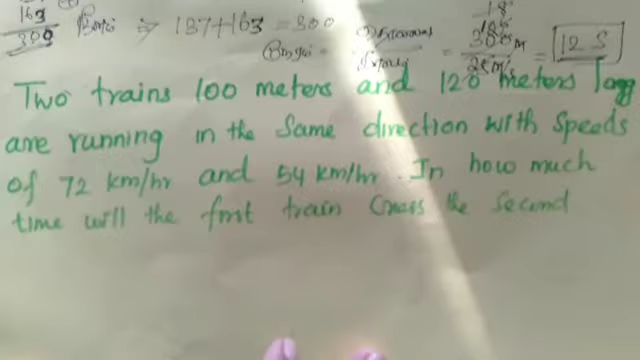 163
300 ⇒ 137+163 = 300
= = 12 S
Two trains 100 meters and 120 meters long
are running in the same direction with speeds
of 72 km/hr and 54 km/hr. In how much
time will the first train cross the second